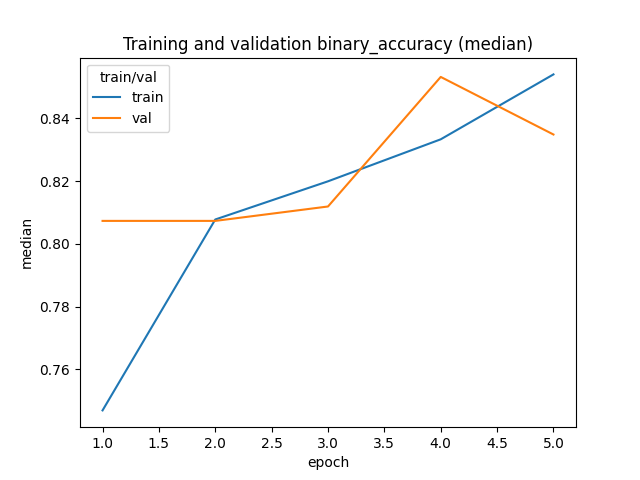 Training and validation binary_accuracy (median)
train/val
train
val
median
0.84
0.82
0.80
0.78
0.76
1.0 1.5 2.0 2.5 3.0 3.5 4.0 4.5 5.0
epoch